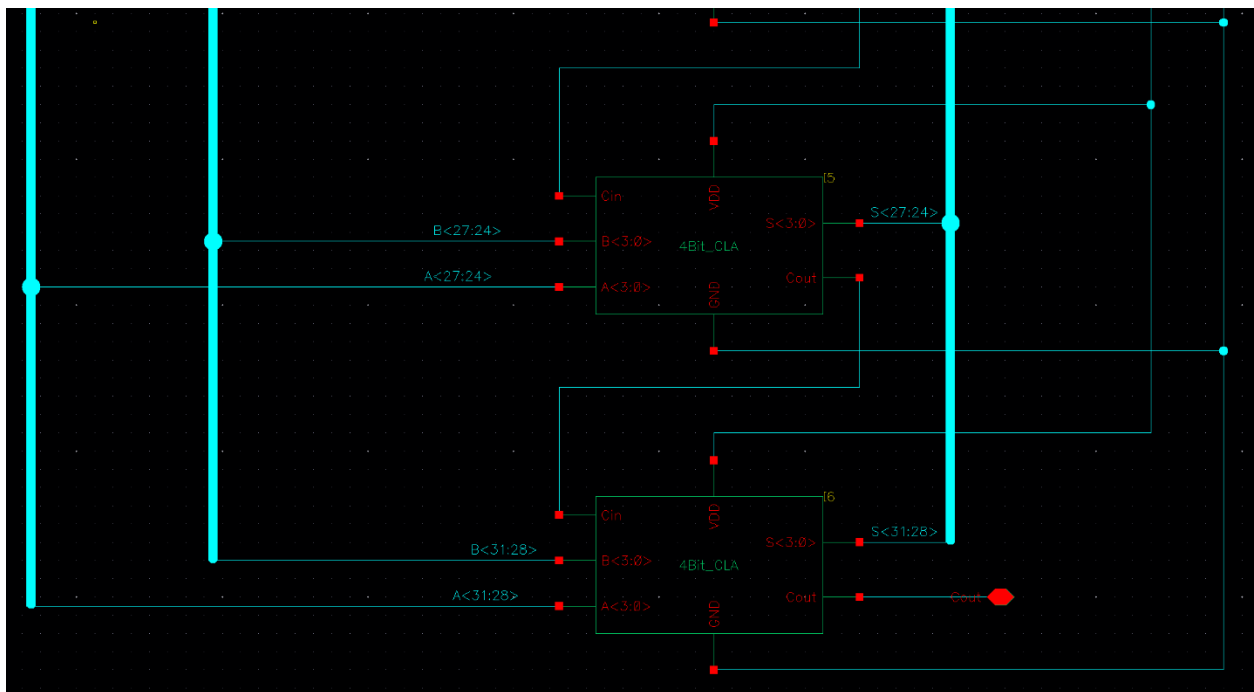 I5
Cin
VDD
S<3:0>
S<27:24>
B<27:24>
B<3:0>
4Bit_CLA
A<27:24>
A<3:0>
GND
Cout
I6
Cin
VDD
S<3:0>
S<31:28>
B<31:28>
B<3:0>
4Bit_CLA
A<31:28>
A<3:0>
GND
Cout
Cout